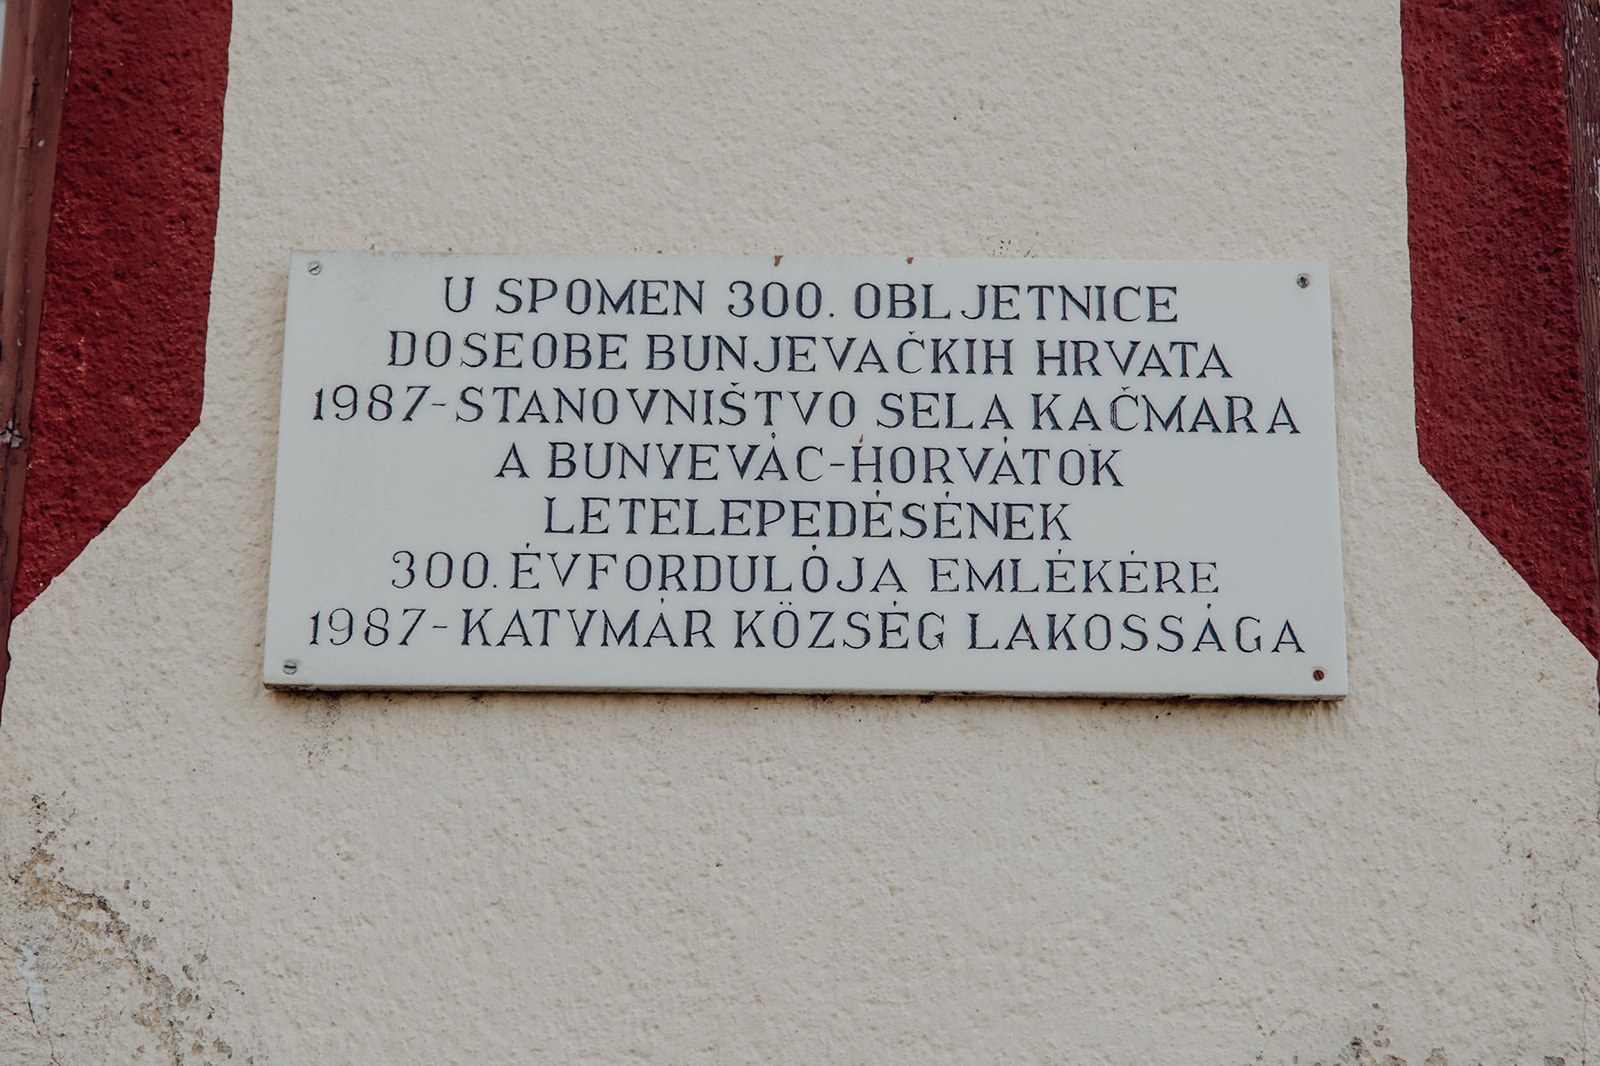 U SPOMEN 300. OBLJETNICE
DOSEOBE BUNJEVAČKIH HRVATA
1987-STANOVNIŠTVO SELA KAČMARA
A BUNYEVÁC-HORVÁTOK
LETELEPEDÉSÉNEK
300. ÉVFORDULÓJA EMLÉKÉRE
1987-KATYMÁR KÖZSÉG LAKOSSÁGA